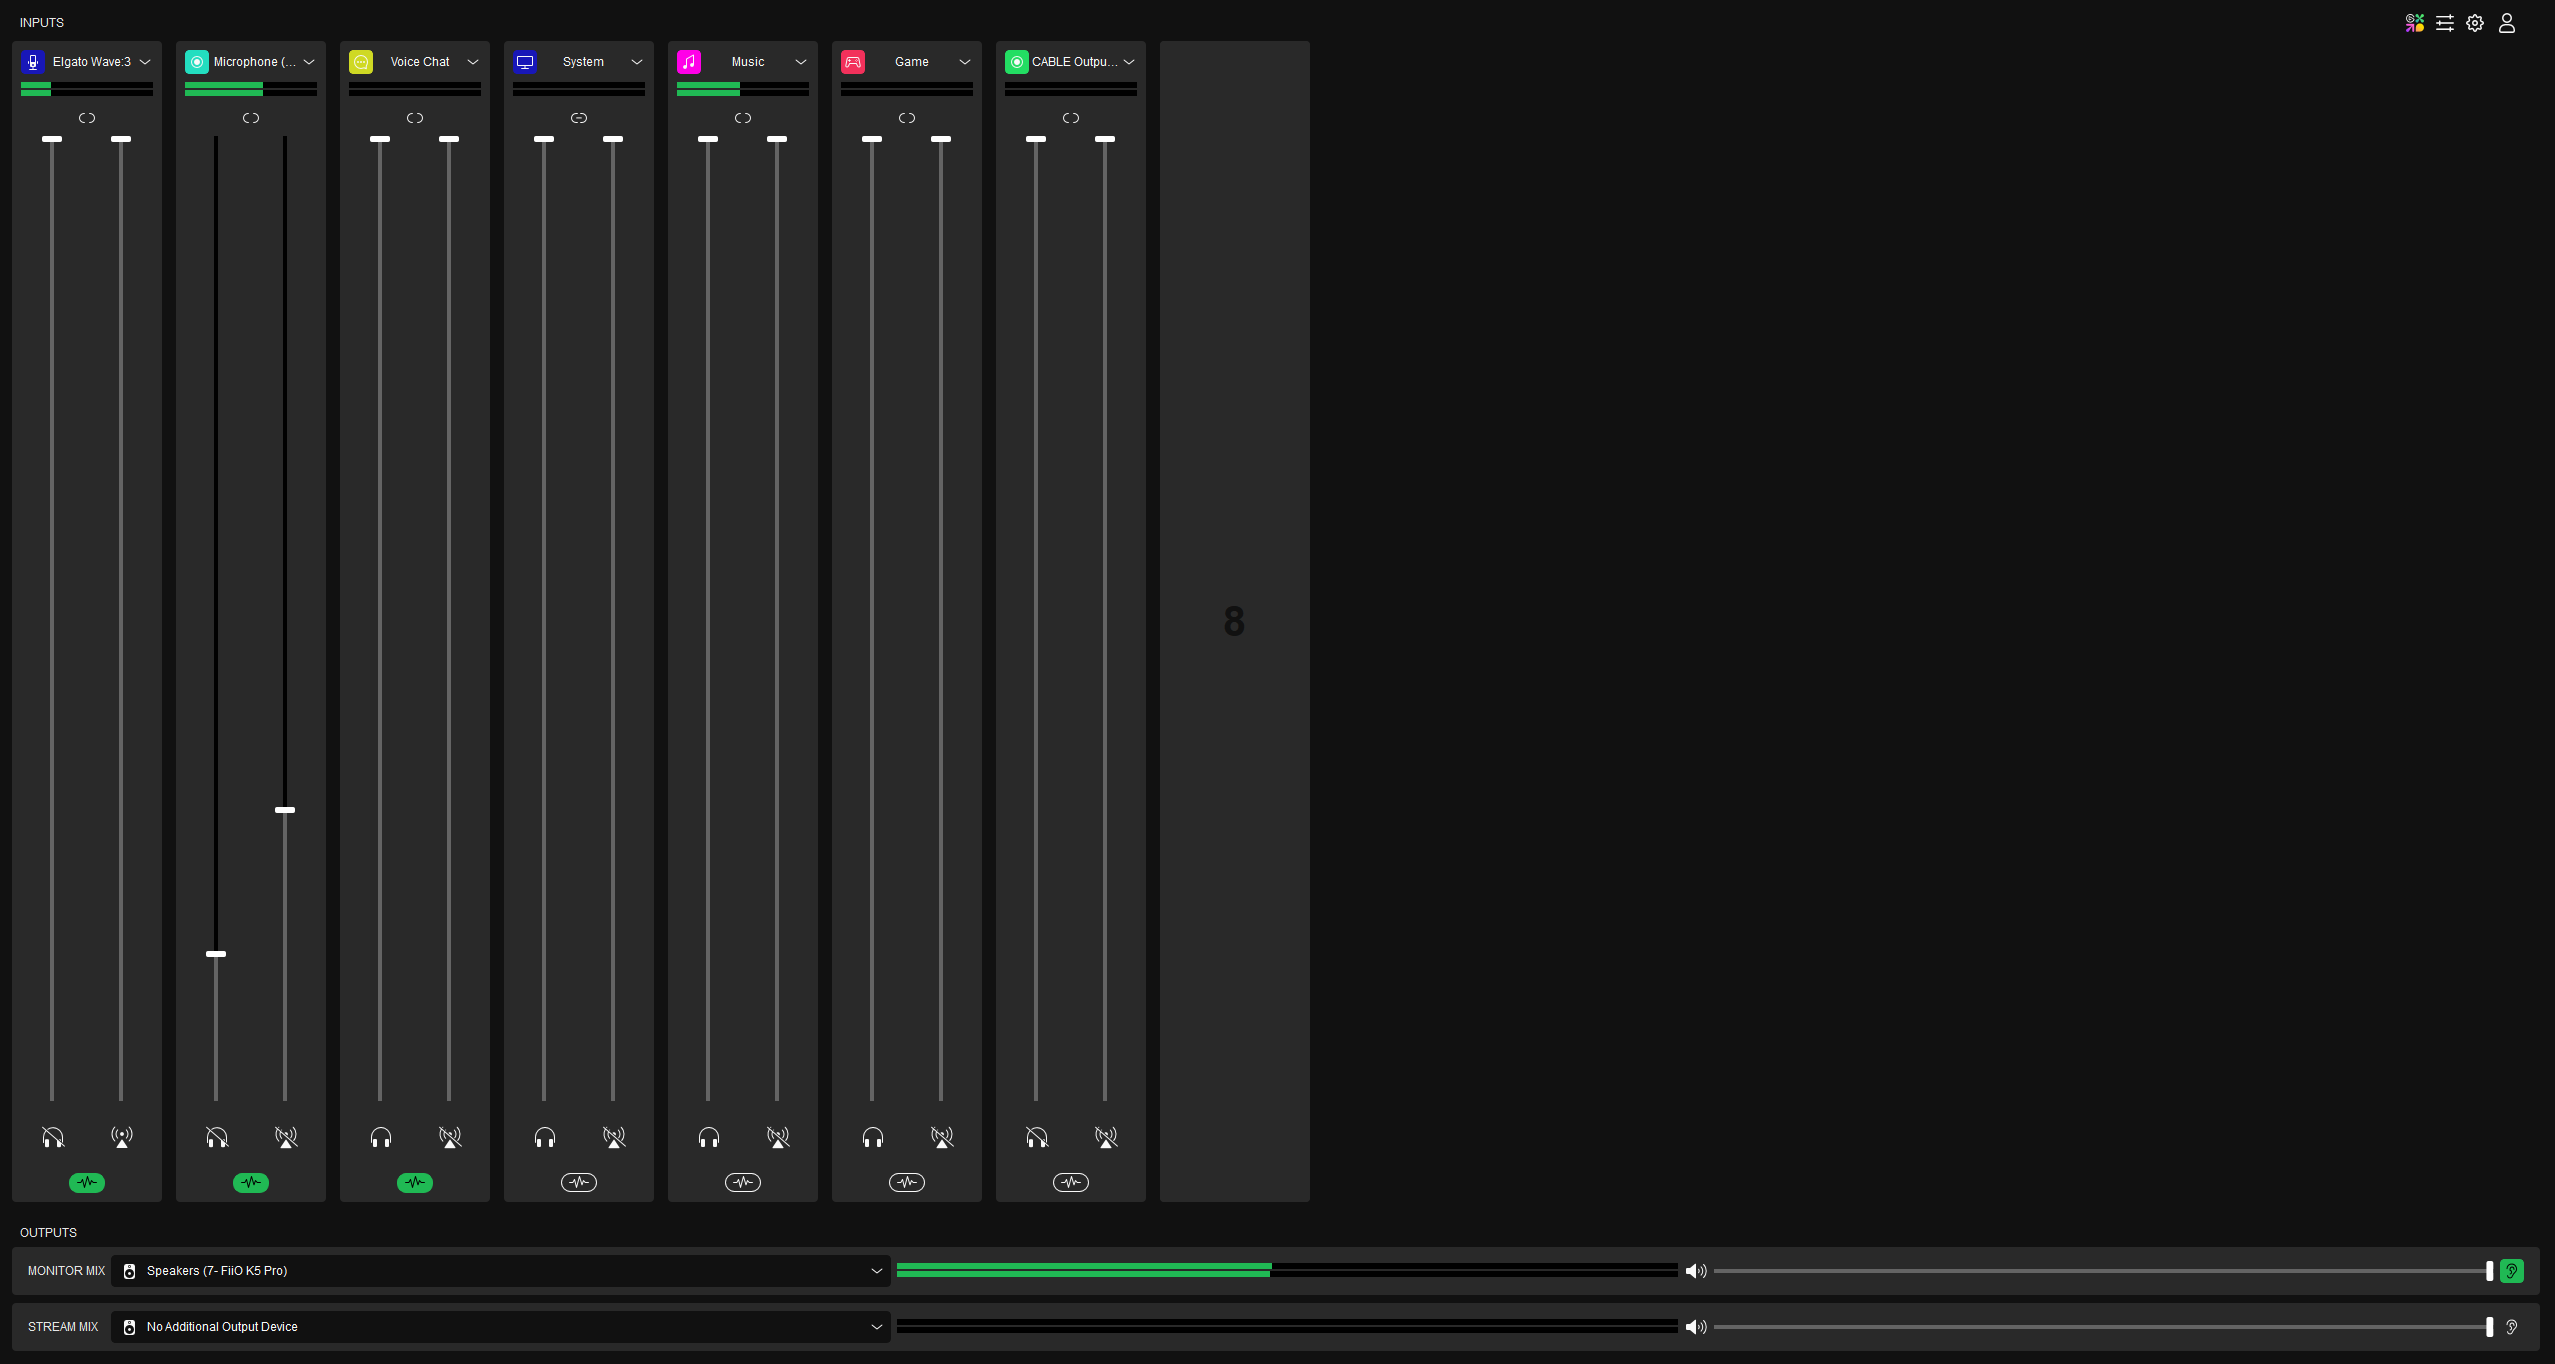 INPUTS
Elgato Wave:3
Microphone (...
Voice Chat
System
Music
Game
CABLE Outpu...
8
OUTPUTS
MONITOR MIX
Speakers (7- FiiO K5 Pro)
STREAM MIX
No Additional Output Device